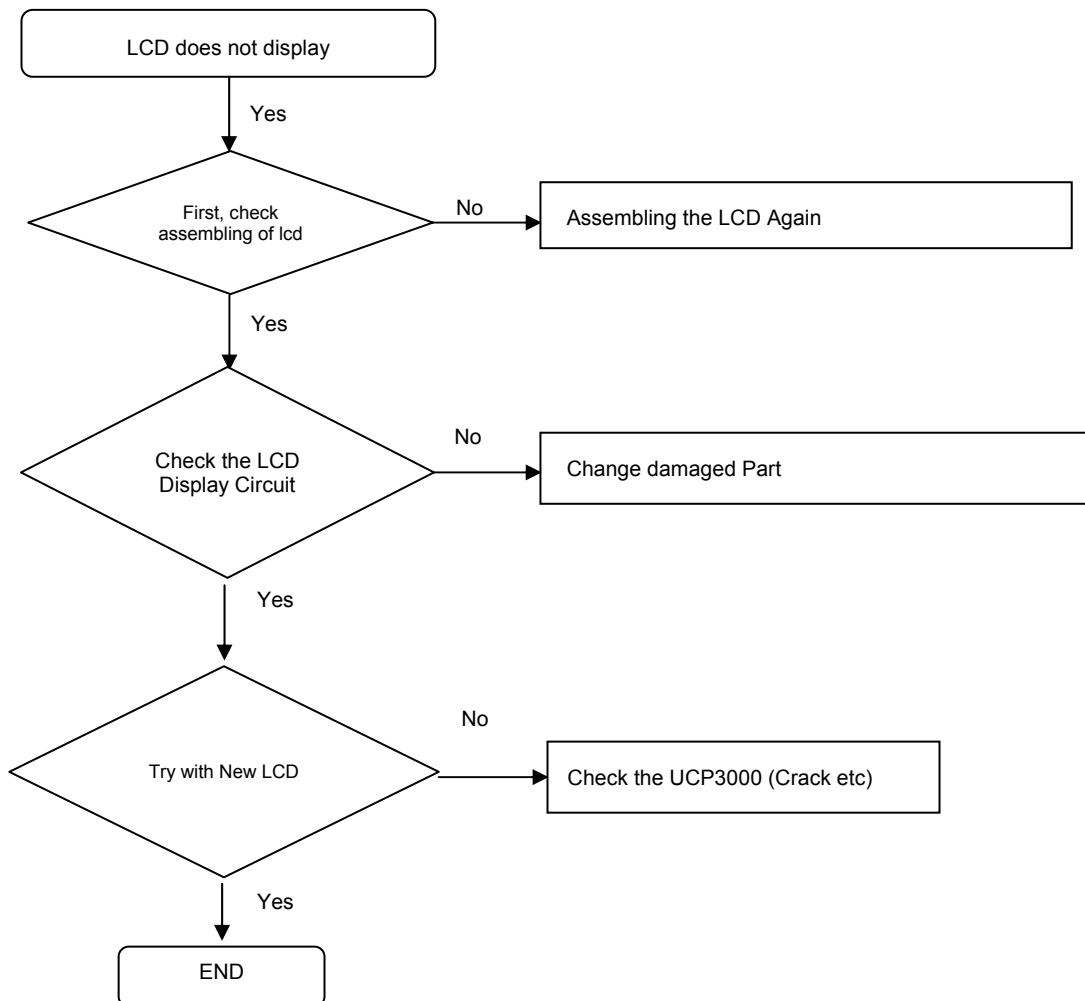 LCD does not display
Yes
First, check
assembling of lcd
No
Assembling the LCD Again
Yes
Check the LCD
Display Circuit
No
Change damaged Part
Yes
Try with New LCD
No
Check the UCP3000 (Crack etc)
Yes
END